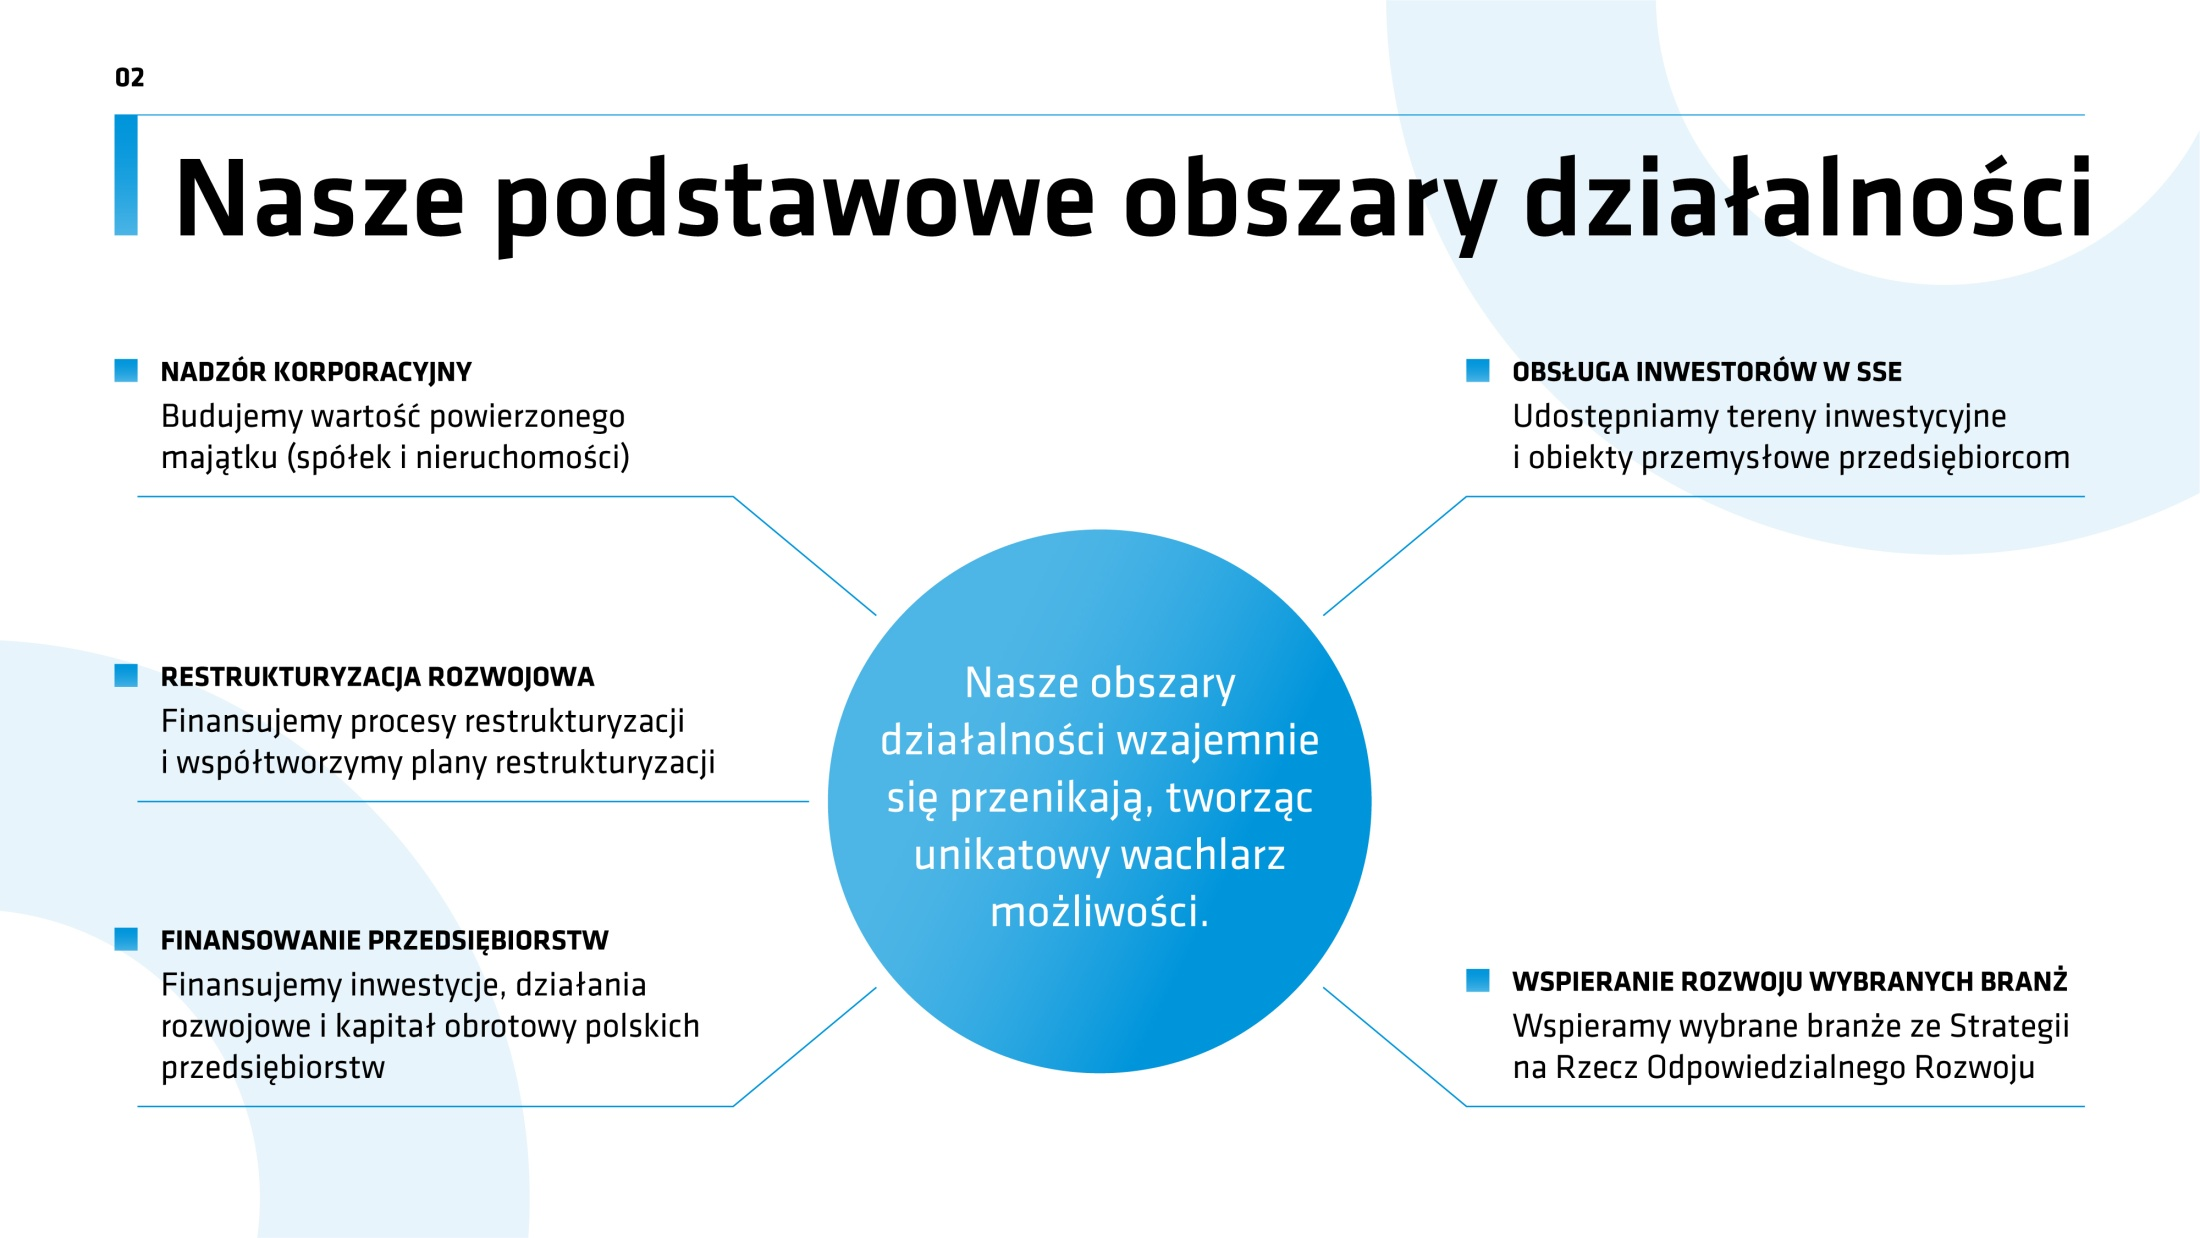 02
Nasze podstawowe obszary działalności
NADZÓR KORPORACYJNY
Budujemy wartość powierzonego
majątku (spółek i nieruchomości)
RESTRUKTURYZACJA ROZWOJOWA
Finansujemy procesy restrukturyzacji
i współtworzymy plany restrukturyzacji
FINANSOWANIE PRZEDSIĘBIORSTW
Finansujemy inwestycje, działania
rozwojowe i kapitał obrotowy polskich
przedsiębiorstw
Nasze obszary
działalności wzajemnie
się przenikają, tworząc
unikatowy wachlarz
możliwości.
OBSŁUGA INWESTORÓW W SSE
Udostępniamy tereny inwestycyjne
i obiekty przemysłowe przedsiębiorcom
WSPIERANIE ROZWOJU WYBRANYCH BRANŻ
Wspieramy wybrane branże ze Strategii
na Rzecz Odpowiedzialnego Rozwoju